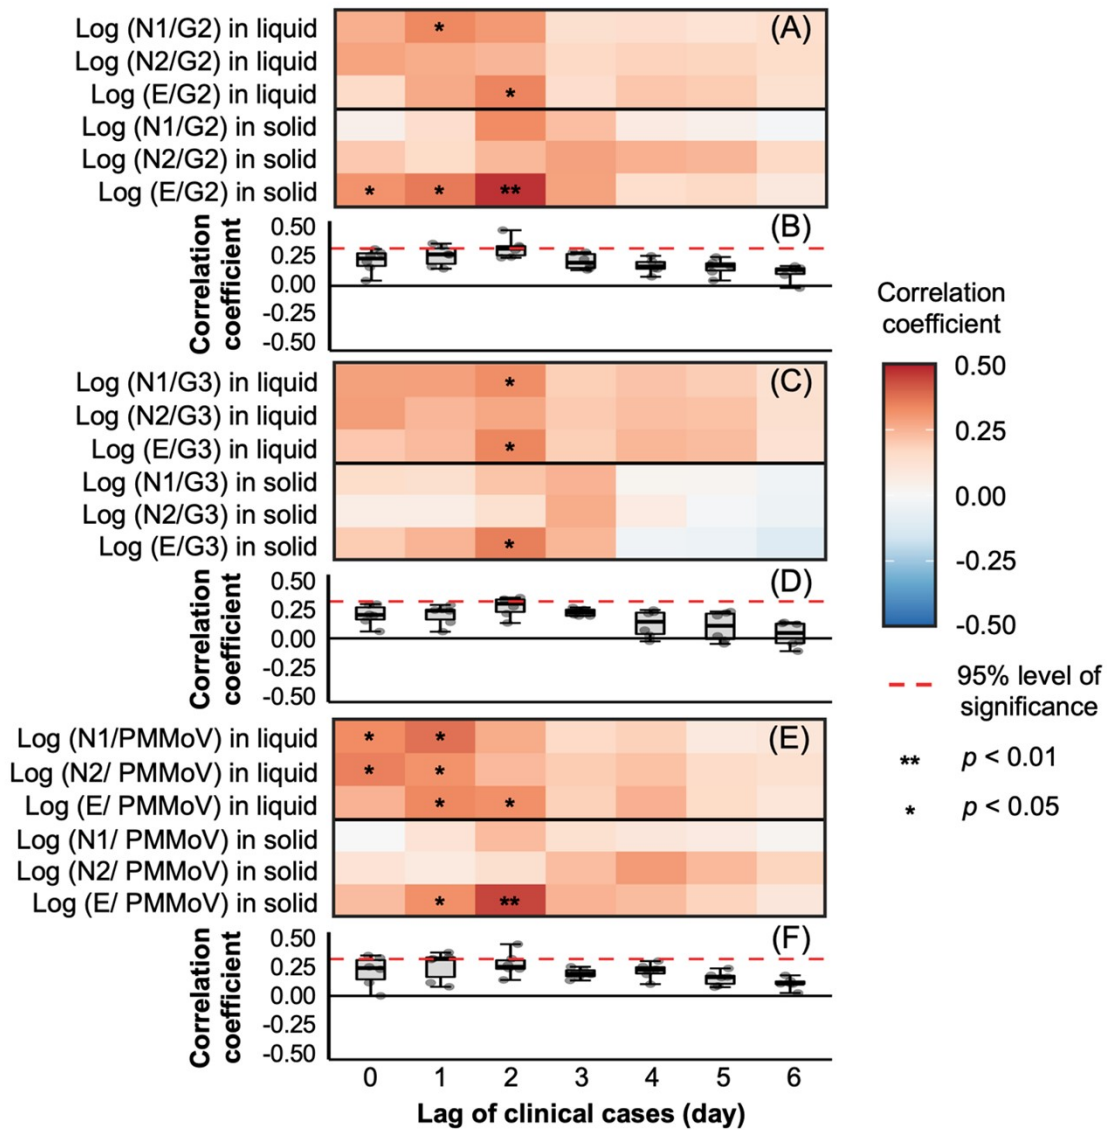 Log (N1/G2) in liquid * (A)
Log (N2/G2) in liquid
Log (E/G2) in liquid *
Log (N1/G2) in solid
Log (N2/G2) in solid
Log (E/G2) in solid * * **
Correlation
coefficient
0.50
0.25
0.00
-0.25
-0.50
(B)
Log (N1/G3) in liquid * (C)
Log (N2/G3) in liquid
Log (E/G3) in liquid *
Log (N1/G3) in solid
Log (N2/G3) in solid
Log (E/G3) in solid *
Correlation
coefficient
0.50
0.25
0.00
-0.25
-0.50
(D)
Log (N1/PMMoV) in liquid * * (E)
Log (N2/ PMMoV) in liquid * *
Log (E/ PMMoV) in liquid * *
Log (N1/ PMMoV) in solid
Log (N2/ PMMoV) in solid
Log (E/ PMMoV) in solid * **
Correlation
coefficient
0.50
0.25
0.00
-0.25
-0.50
(F)
0 1 2 3 4 5 6
Lag of clinical cases (day)
Correlation
coefficient
0.50
0.25
0.00
-0.25
-0.50
95% level of
significance
** p < 0.01
* p < 0.05